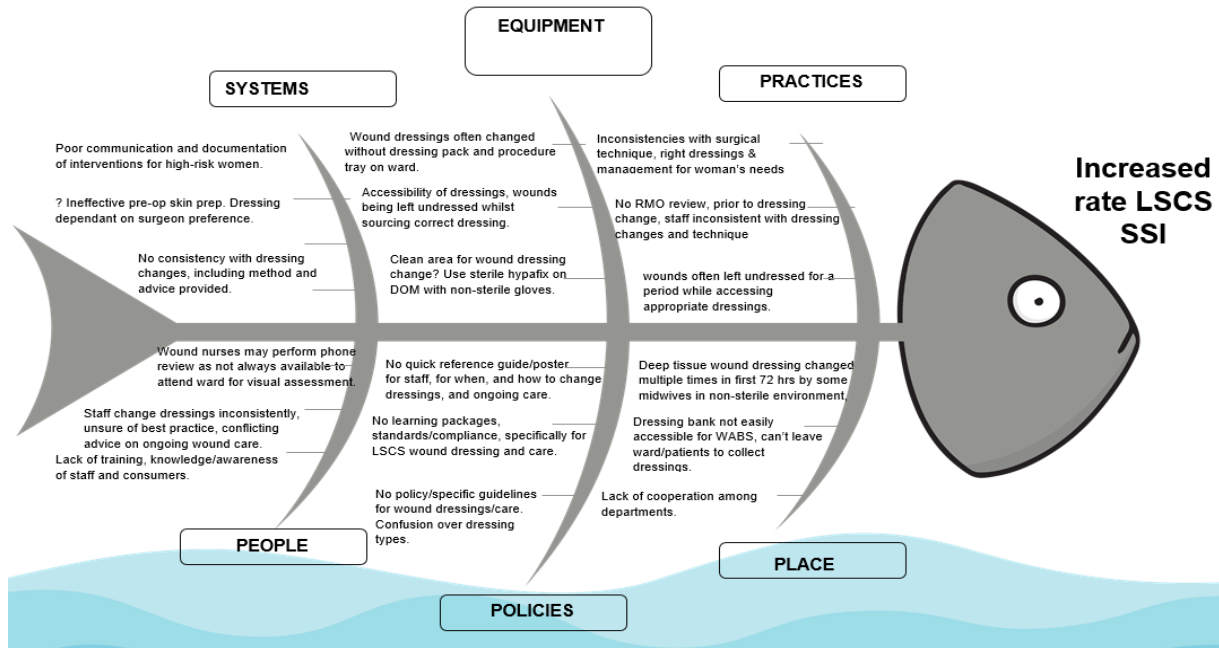 EQUIPMENT
SYSTEMS
PRACTICES
Poor communication and documentation
of interventions for high-risk women.
? Ineffective pre-op skin prep. Dressing
dependant on surgeon preference.
No consistency with dressing
changes, including method and
advice provided.
Wound dressings often changed
without dressing pack and procedure
tray on ward.
Accessibility of dressings, wounds
being left undressed whilst
sourcing correct dressing.
Clean area for wound dressing
change? Use sterile hypafix on
DOM with non-sterile gloves.
Inconsistencies with surgical
technique, right dressings &
management for woman's needs
No RMO review, prior to dressing
change, staff inconsistent with dressing
changes and technique
wounds often left undressed for a
period while accessing
appropriate dressings.
Increased
rate LSCS
SSI
Wound nurses may perform phone
review as not always available to
attend ward for visual assessment.
Staff change dressings inconsistently,
unsure of best practice, conflicting
advice on ongoing wound care.
Lack of training, knowledge/awareness
of staff and consumers.
No quick reference guide/poster
for staff, for when, and how to change
dressings, and ongoing care.
No learning packages,
standards/compliance, specifically for
LSCS wound dressing and care.
No policy/specific guidelines
for wound dressings/care.
Confusion over dressing
types.
Deep tissue wound dressing changed
multiple times in first 72 hrs by some
midwives in non-sterile environment,
Dressing bank not easily
accessible for WABS, can't leave
ward/patients to collect
dressings.
Lack of cooperation among
departments.
PEOPLE
PLACE
POLICIES